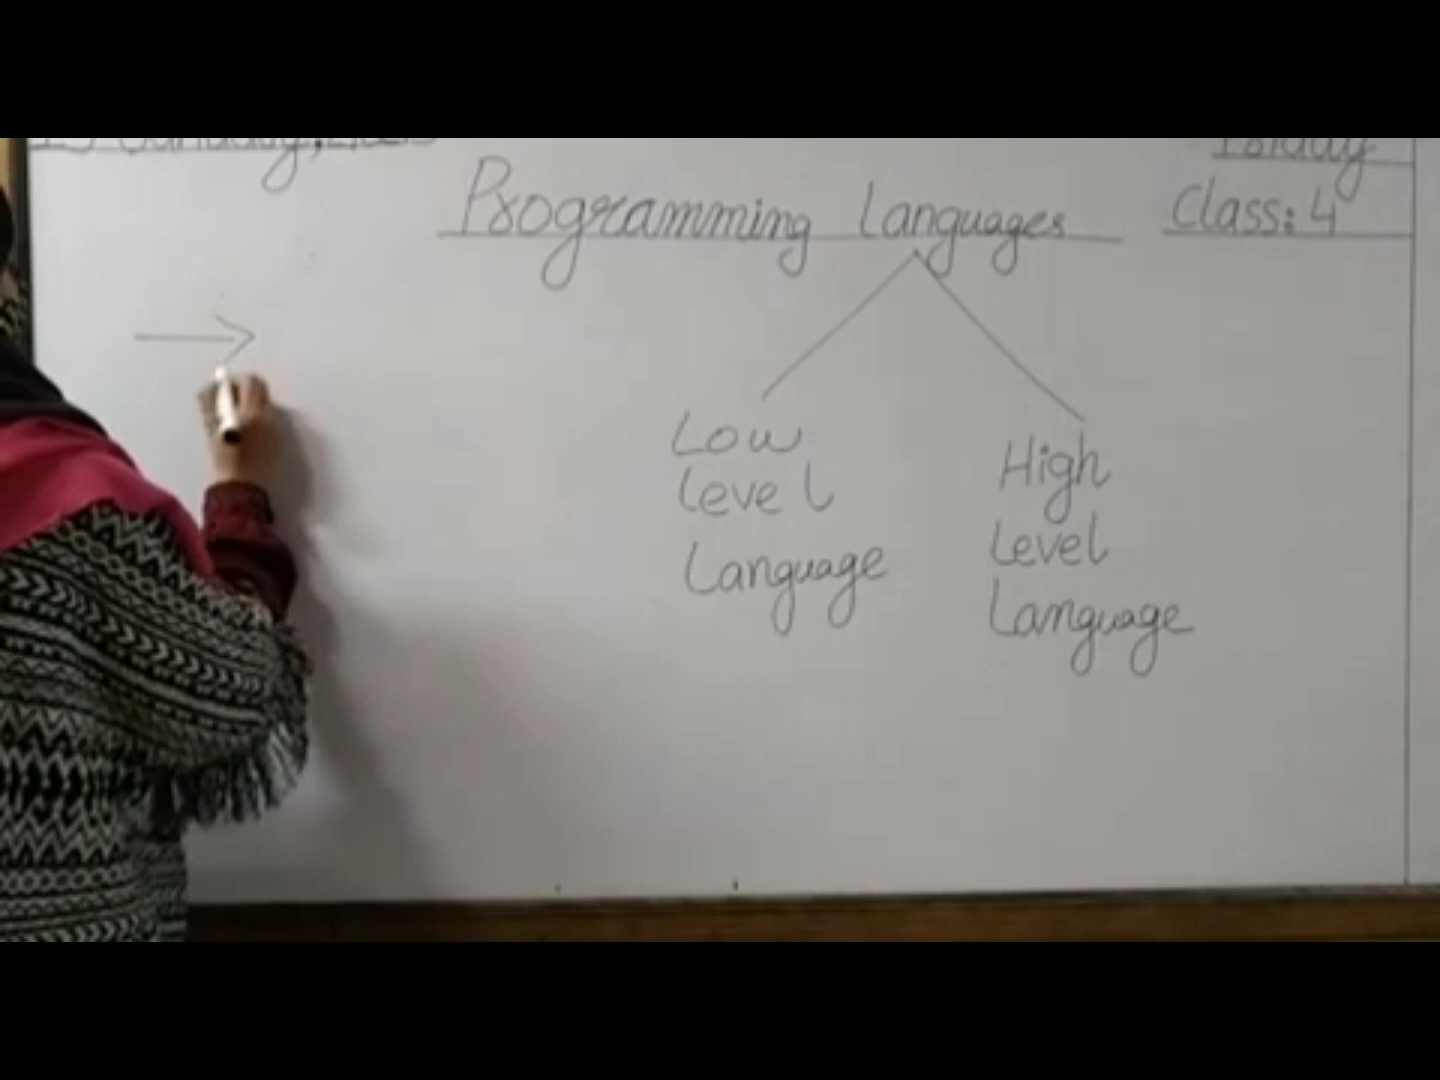 Programming Languages
Class: 4
Low
Level
Language
High
Level
Language